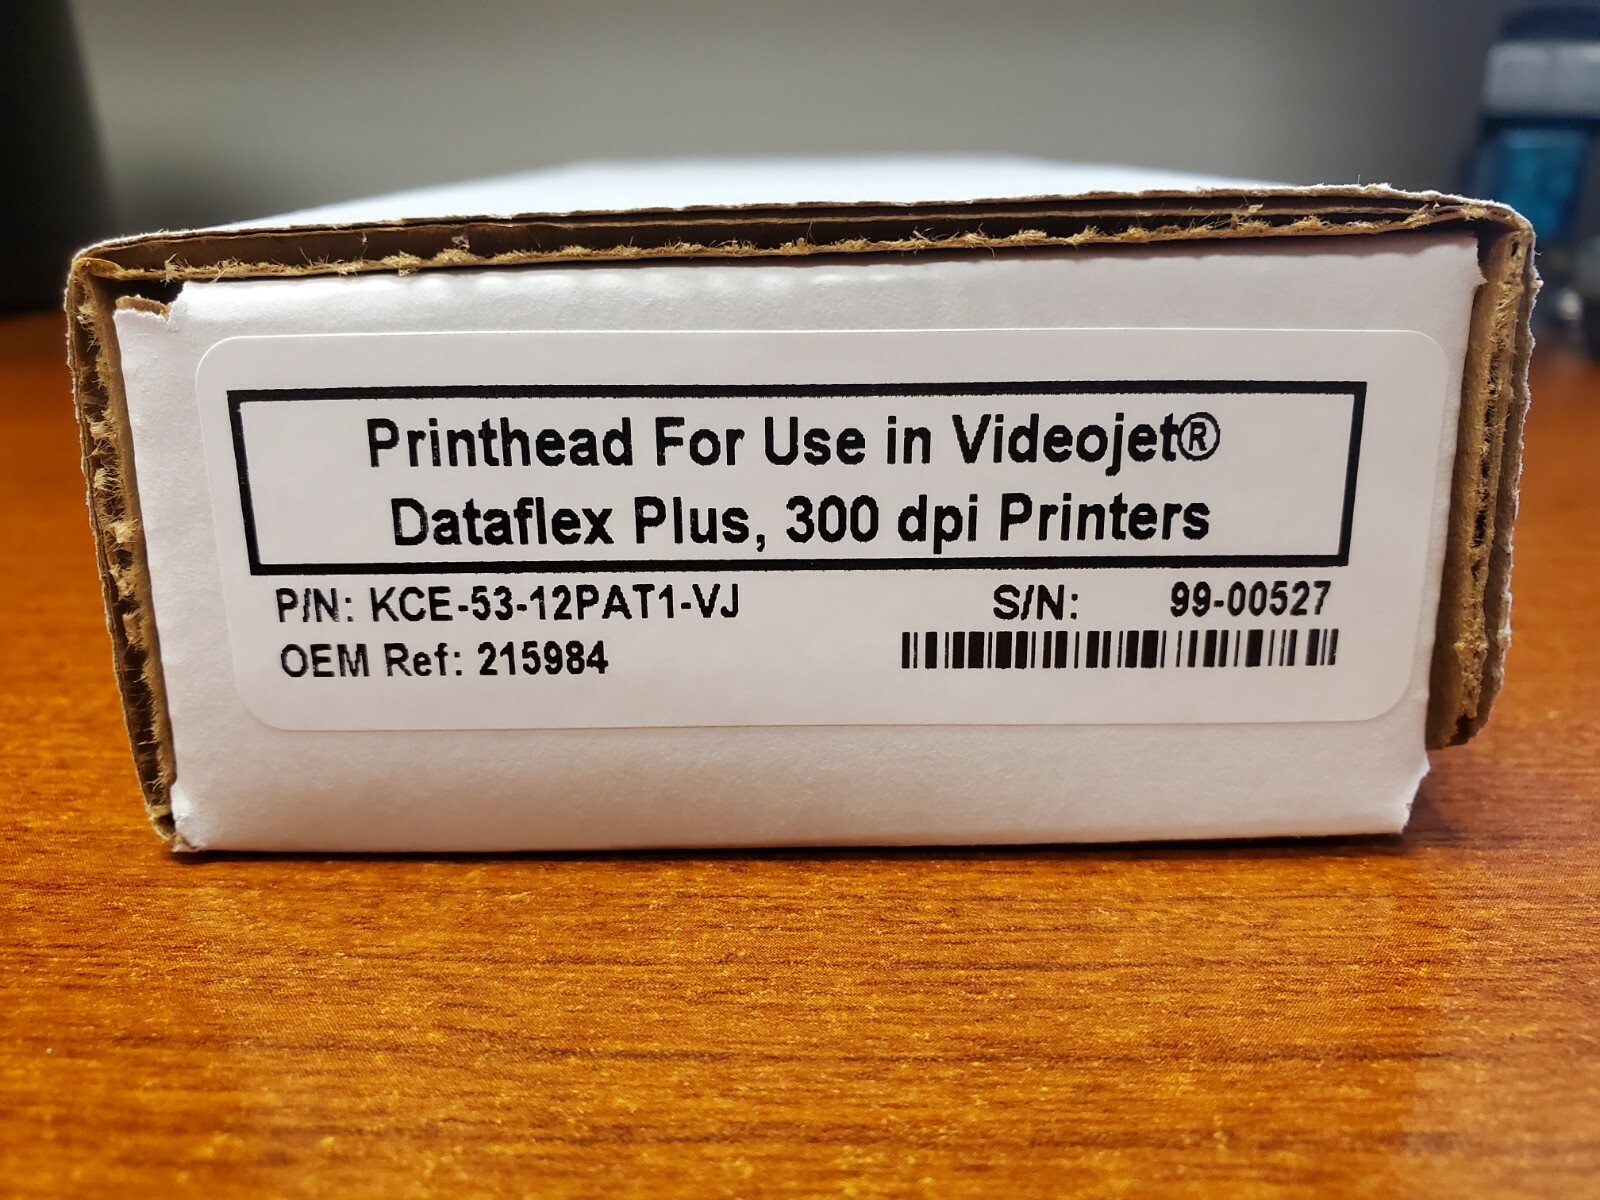 Printhead For Use in Videojet®
Dataflex Plus, 300 dpi Printers
P/N: KCE-53-12PAT1-VJ S/N: 99-00527
OEM Ref: 215984